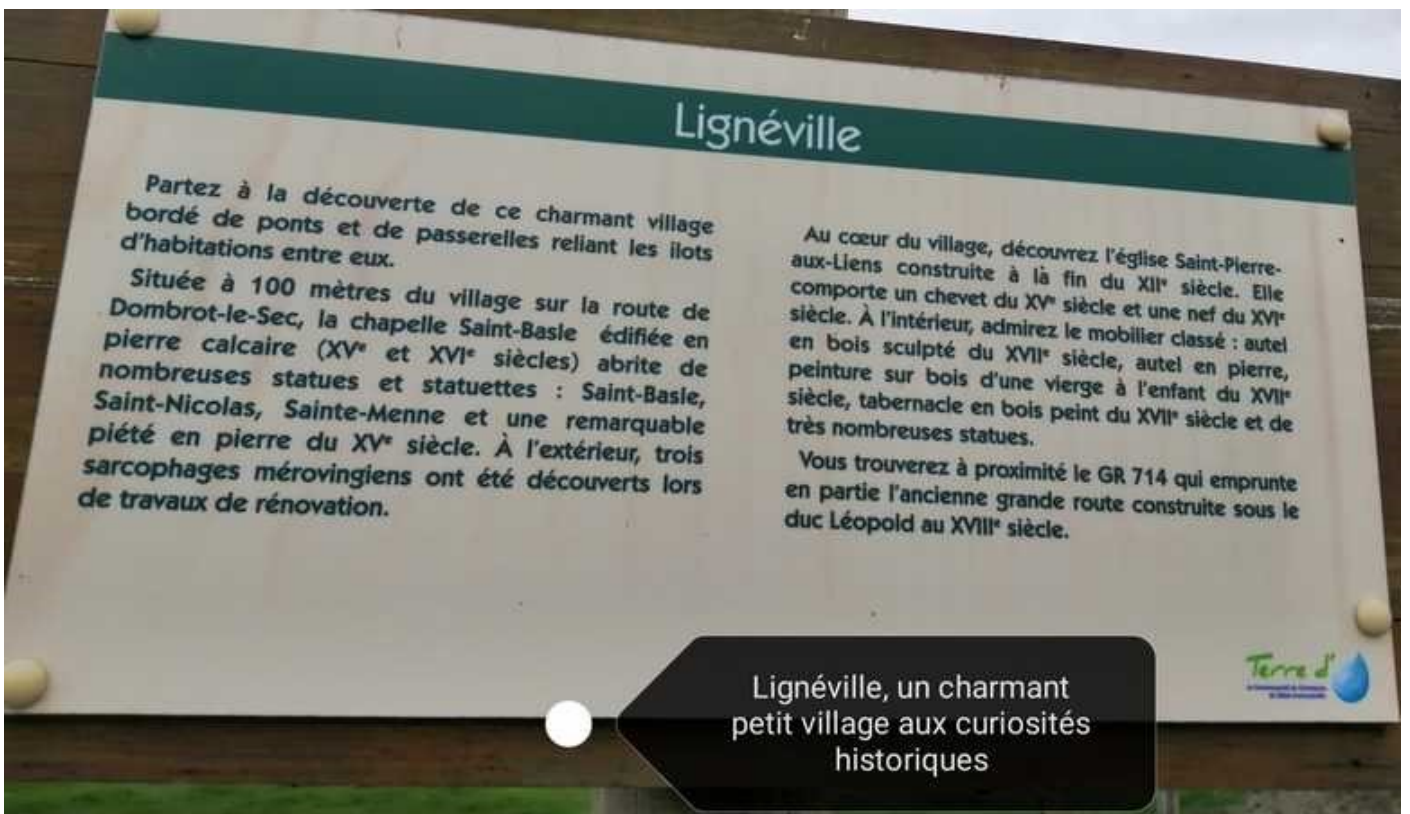 Lignéville
Partez à la découverte de ce charmant village
bordé de ponts et de passerelles reliant les ilots
d'habitations entre eux.
Située à 100 mètres du village sur la route de
Dombrot-le-Sec, la chapelle Saint-Basle édifiée en
pierre calcaire (XVe et XVIe siècles) abrite de
nombreuses statues et statuettes : Saint-Basle,
Saint-Nicolas, Sainte-Menne et une remarquable
piété en pierre du XVe siècle. À l'extérieur, trois
sarcophages mérovingiens ont été découverts lors
de travaux de rénovation.
Au cœur du village, découvrez l'église Saint-Pierre-
aux-Liens construite à là fin du XIIe siècle. Elle
comporte un chevet du XVe siècle et une nef du XVIe
siècle. À l'intérieur, admirez le mobilier classé : autel
en bois sculpté du XVIIe siècle, autel en pierre,
peinture sur bois d'une vierge à l'enfant du XVIIe
siècle, tabernacle en bois peint du XVIIe siècle et de
très nombreuses statues.
Vous trouverez à proximité le GR 714 qui emprunte
en partie l'ancienne grande route construite sous le
duc Léopold au XVIIIe siècle.
Terre d'
Lignéville, un charmant
petit village aux curiosités
historiques